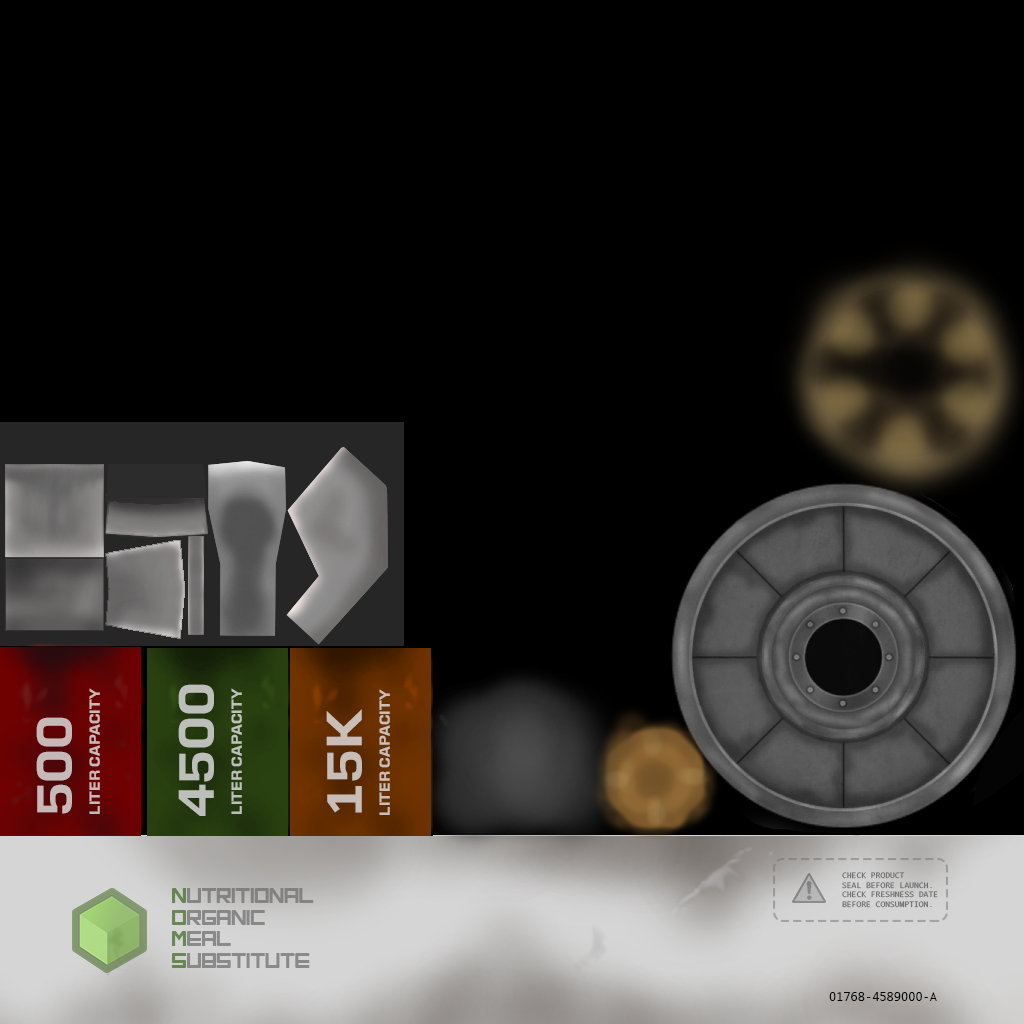 500
LITER CAPACITY
4500
LITER CAPACITY
15K
LITER CAPACITY
NUTRITIONAL
ORGANIC
MEAL
SUBSTITUTE
CHECK PRODUCT
SEAL BEFORE LAUNCH.
CHECK FRESHNESS DATE
BEFORE CONSUMPTION.
01768-4589000-A